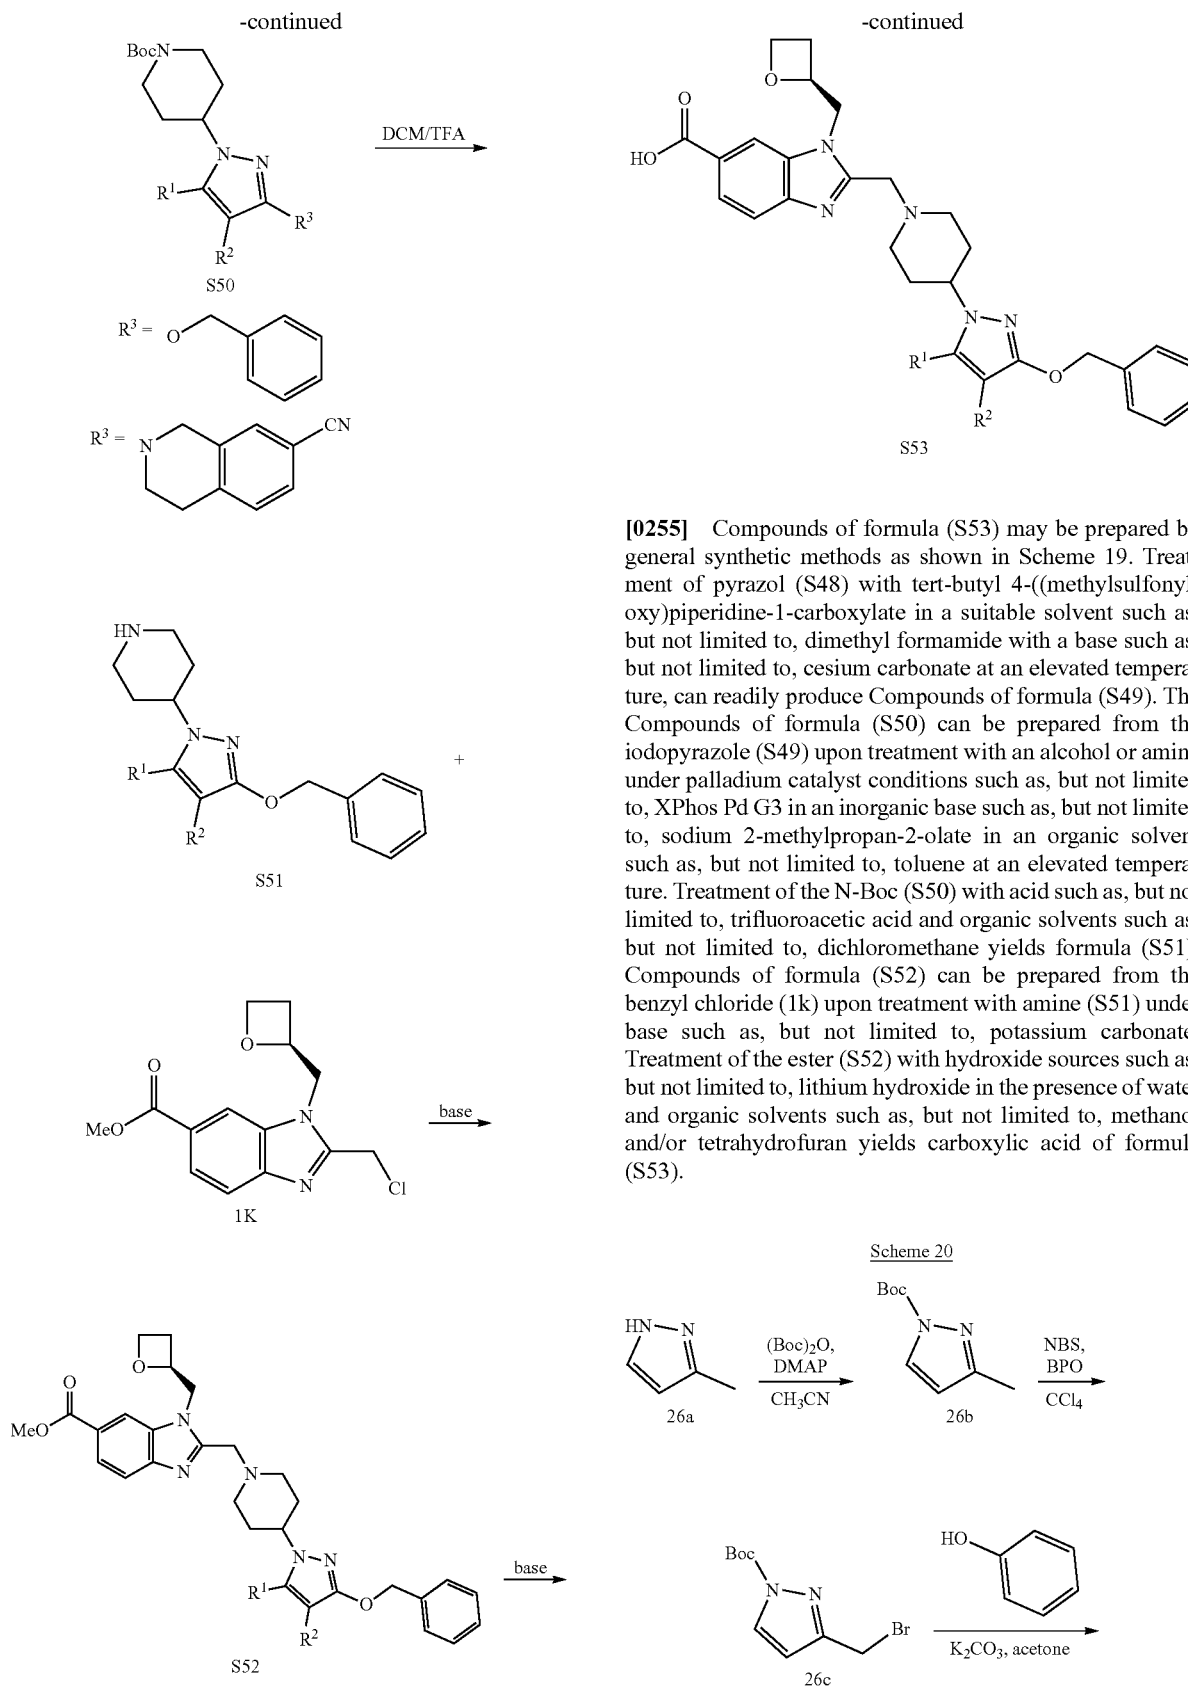 -continued
BocN
N
N
R¹
R²
R³
S50
DCM/TFA
R³ =
O
R³ =
N
CN
HN
N
N
R¹
R²
O
S51
+
O
O
MeO
N
N
Cl
1K
base
O
O
MeO
N
N
N
N
N
R¹
R²
O
S52
base
-continued
O
O
HO
N
N
N
N
N
R¹
R²
O
S53
[0255] Compounds of formula (S53) may be prepared b
general synthetic methods as shown in Scheme 19. Treat
ment of pyrazol (S48) with tert-butyl 4-((methylsulfonyl
oxy)piperidine-1-carboxylate in a suitable solvent such as
but not limited to, dimethyl formamide with a base such as
but not limited to, cesium carbonate at an elevated tempera
ture, can readily produce Compounds of formula (S49). Th
Compounds of formula (S50) can be prepared from th
iodopyrazole (S49) upon treatment with an alcohol or amin
under palladium catalyst conditions such as, but not limite
to, XPhos Pd G3 in an inorganic base such as, but not limite
to, sodium 2-methylpropan-2-olate in an organic solven
such as, but not limited to, toluene at an elevated tempera
ture. Treatment of the N-Boc (S50) with acid such as, but no
limited to, trifluoroacetic acid and organic solvents such as
but not limited to, dichloromethane yields formula (S51)
Compounds of formula (S52) can be prepared from th
benzyl chloride (1k) upon treatment with amine (S51) unde
base such as, but not limited to, potassium carbonate
Treatment of the ester (S52) with hydroxide sources such as
but not limited to, lithium hydroxide in the presence of wate
and organic solvents such as, but not limited to, methano
and/or tetrahydrofuran yields carboxylic acid of formul
(S53).
Scheme 20
HN
N
26a
(Boc)₂O,
DMAP
CH₃CN
Boc
N
N
26b
NBS,
BPO
CCl₄
Boc
N
N
Br
26c
HO
K₂CO₃, acetone